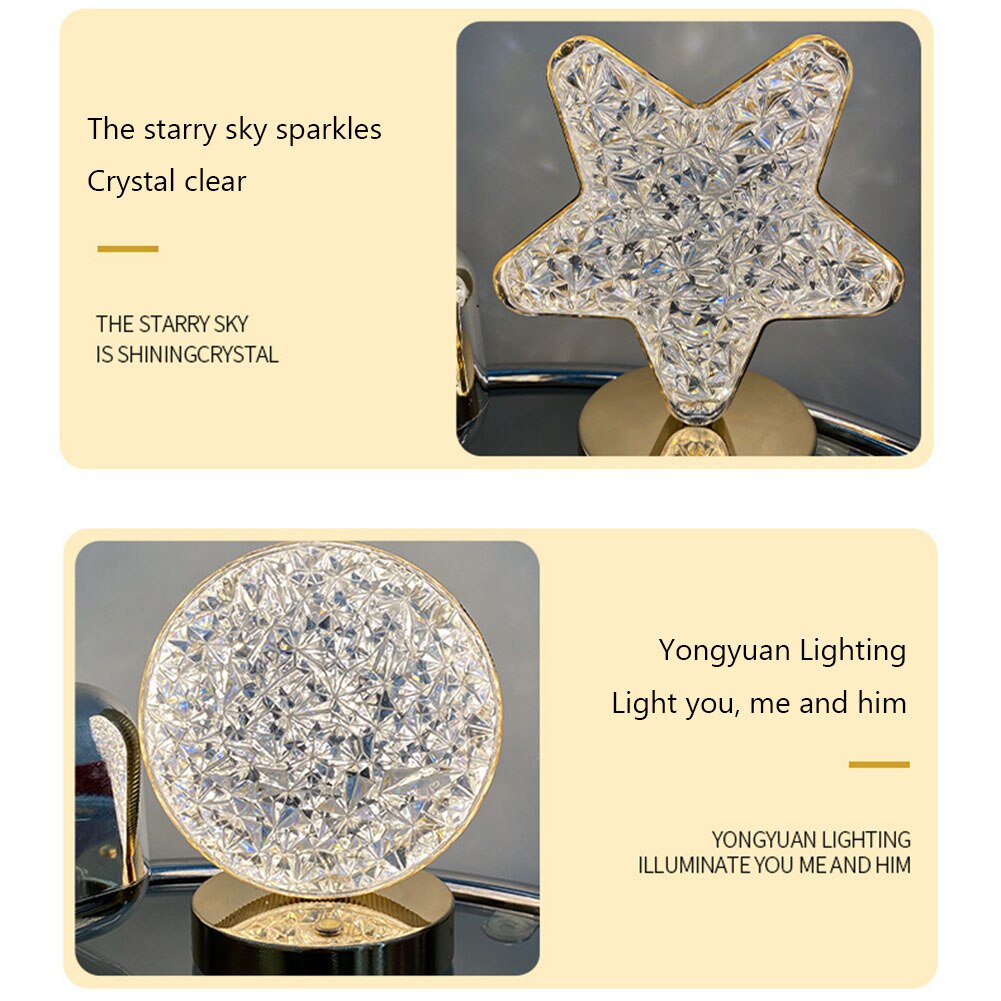 The starry sky sparkles
Crystal clear
THE STARRY SKY
IS SHININGCRYSTAL
Yongyuan Lighting
Light you, me and him
YONGYUAN LIGHTING
ILLUMINATE YOU ME AND HIM